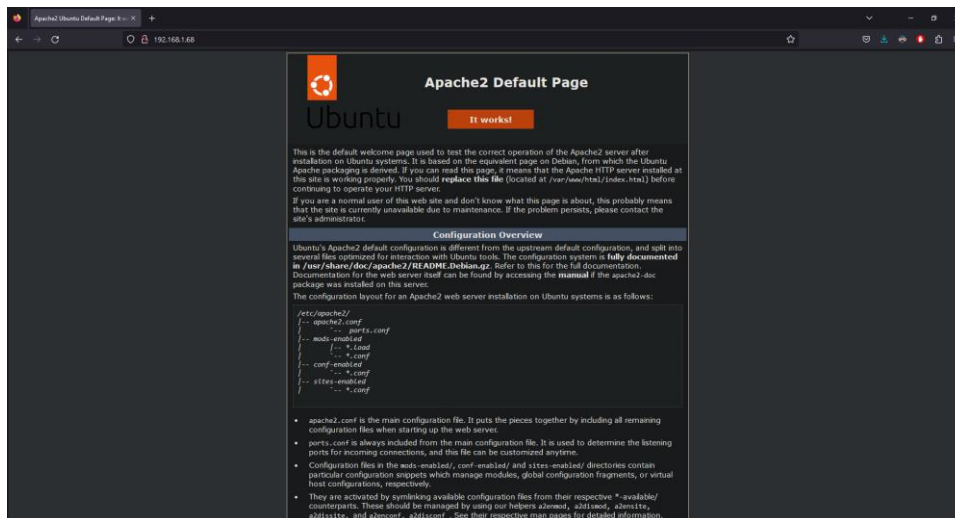 Apache2 Ubuntu Default Page: It w
192.168.1.68
Apache2 Default Page
Ubuntu
It works!
This is the default welcome page used to test the correct operation of the Apache2 server after
installation on Ubuntu systems. It is based on the equivalent page on Debian, from which the Ubuntu
Apache packaging is derived. If you can read this page, it means that the Apache HTTP server installed at
this site is working properly. You should replace this file (located at /var/www/html/index.html) before
continuing to operate your HTTP server.
If you are a normal user of this web site and don't know what this page is about, this probably means
that the site is currently unavailable due to maintenance. If the problem persists, please contact the
site's administrator.
Configuration Overview
Ubuntu's Apache2 default configuration is different from the upstream default configuration, and split into
several files optimized for interaction with Ubuntu tools. The configuration system is fully documented
in /usr/share/doc/apache2/README.Debian.gz. Refer to this for the full documentation.
Documentation for the web server itself can be found by accessing the manual if the apache2-doc
package was installed on this server.
The configuration layout for an Apache2 web server installation on Ubuntu systems is as follows:
/etc/apache2/
|-- apache2.conf
|       `--  ports.conf
|-- mods-enabled
|       |-- *.load
|       `-- *.conf
|-- conf-enabled
|       `-- *.conf
|-- sites-enabled
|       `-- *.conf
• apache2.conf is the main configuration file. It puts the pieces together by including all remaining
configuration files when starting up the web server.
• ports.conf is always included from the main configuration file. It is used to determine the listening
ports for incoming connections, and this file can be customized anytime.
• Configuration files in the mods-enabled/, conf-enabled/ and sites-enabled/ directories contain
particular configuration snippets which manage modules, global configuration fragments, or virtual
host configurations, respectively.
• They are activated by symlinking available configuration files from their respective *-available/
counterparts. These should be managed by using our helpers a2enmod, a2dismod, a2ensite,
a2dissite, and a2enconf, a2disconf . See their respective man pages for detailed information.